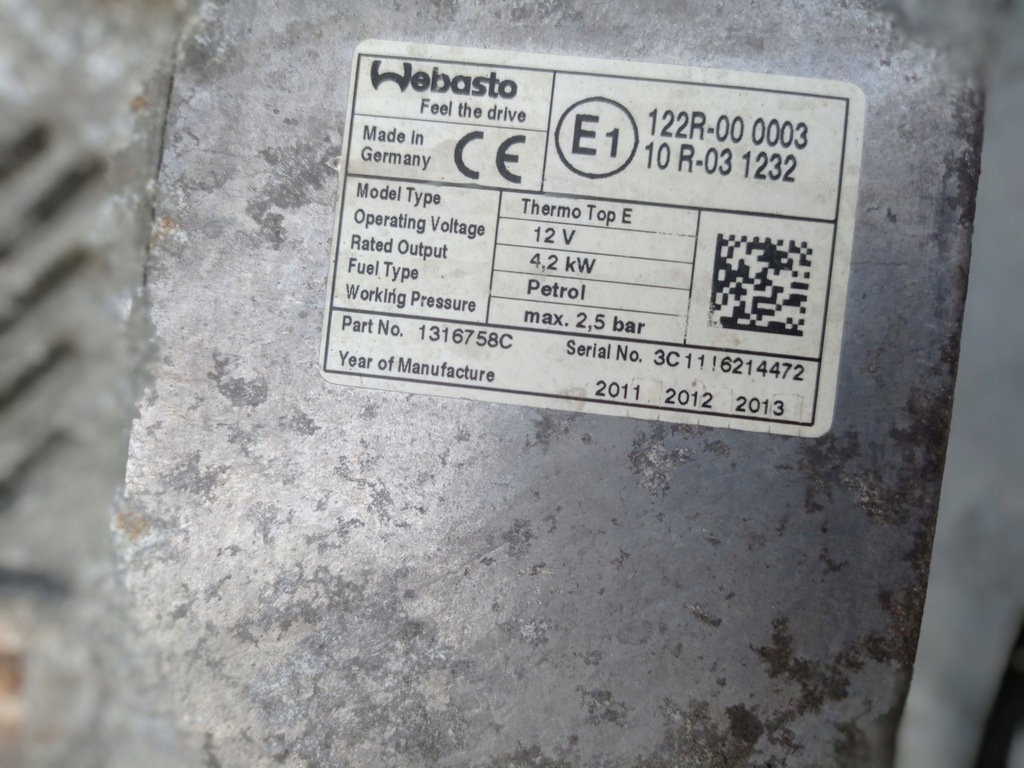 Webasto
Feel the drive
Made in
Germany
CE
E1
122R-00 0003
10 R-03 1232
Model Type Thermo Top E
Operating Voltage 12 V
Rated Output 4,2 kW
Fuel Type Petrol
Working Pressure max. 2,5 bar
Part No. 1316758C Serial No.
Year of Manufacture 2011 2012 2013